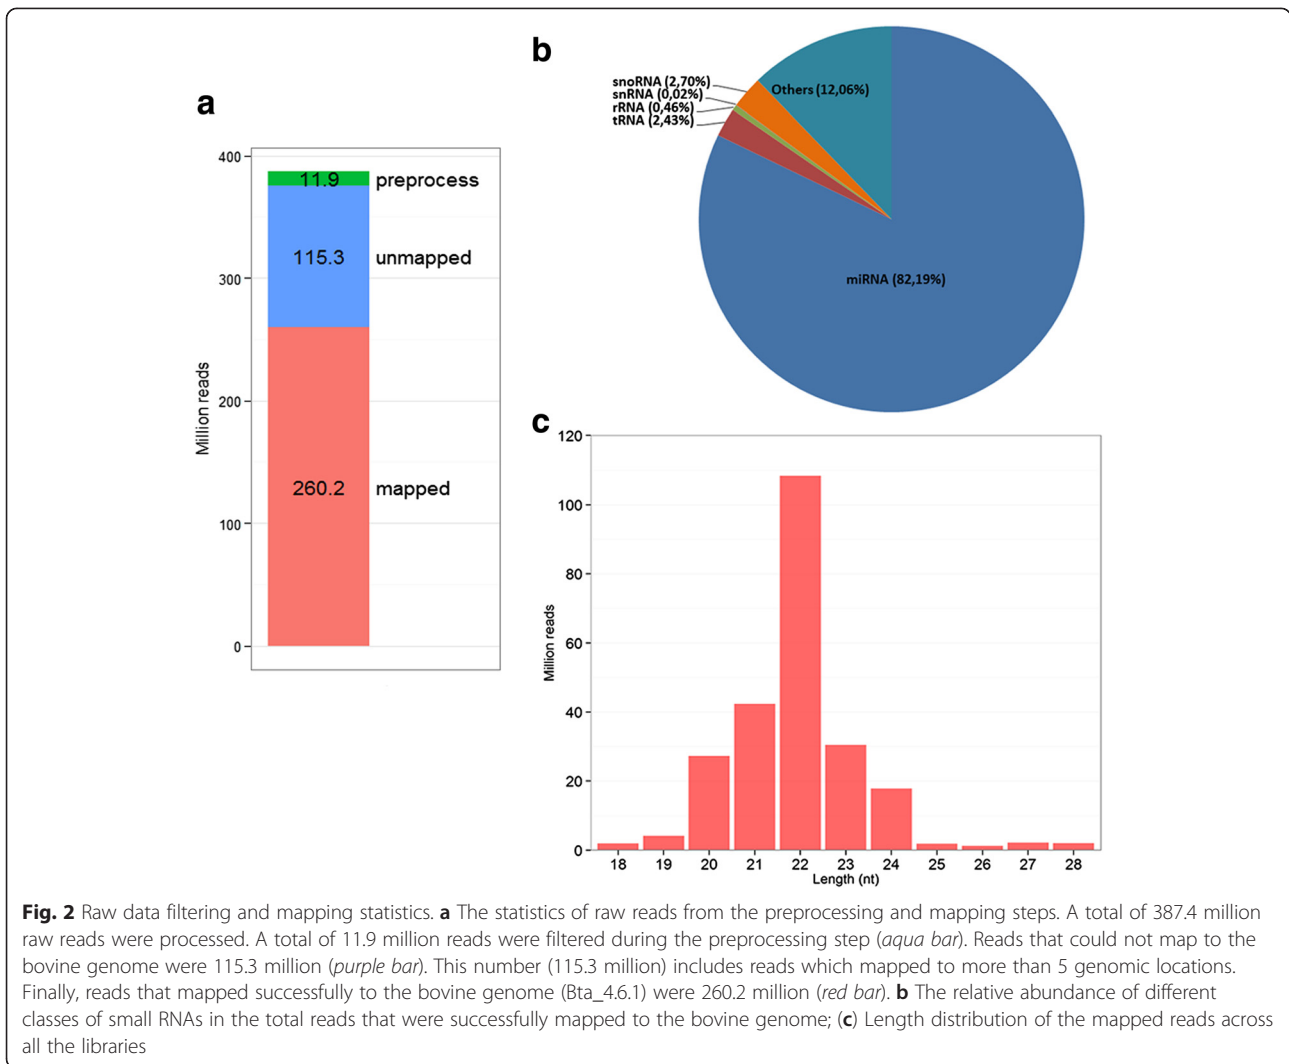 a
400
300
200
100
0
Million reads
11.9
preprocess
115.3
unmapped
260.2
mapped
b
snoRNA (2,70%)
snRNA (0,02%)
rRNA (0,46%)
tRNA (2,43%)
Others (12,06%)
miRNA (82,19%)
c
120
100
80
60
40
20
0
Million reads
18 19 20 21 22 23 24 25 26 27 28
Length (nt)
Fig. 2 Raw data filtering and mapping statistics. a The statistics of raw reads from the preprocessing and mapping steps. A total of 387.4 million
raw reads were processed. A total of 11.9 million reads were filtered during the preprocessing step (aqua bar). Reads that could not map to the
bovine genome were 115.3 million (purple bar). This number (115.3 million) includes reads which mapped to more than 5 genomic locations.
Finally, reads that mapped successfully to the bovine genome (Bta_4.6.1) were 260.2 million (red bar). b The relative abundance of different
classes of small RNAs in the total reads that were successfully mapped to the bovine genome; (c) Length distribution of the mapped reads across
all the libraries